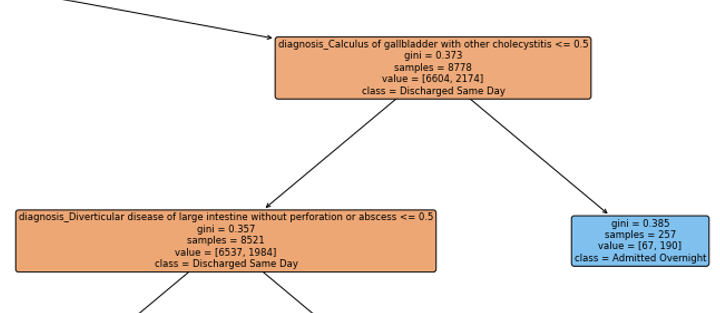 diagnosis_Calculus of gallbladder with other cholecystitis <= 0.5
gini = 0.373
samples = 8778
value = [6604, 2174]
class = Discharged Same Day
diagnosis_Diverticular disease of large intestine without perforation or abscess <= 0.5
gini = 0.357
samples = 8521
value = [6537, 1984]
class = Discharged Same Day
gini = 0.385
samples = 257
value = [67, 190]
class = Admitted Overnight